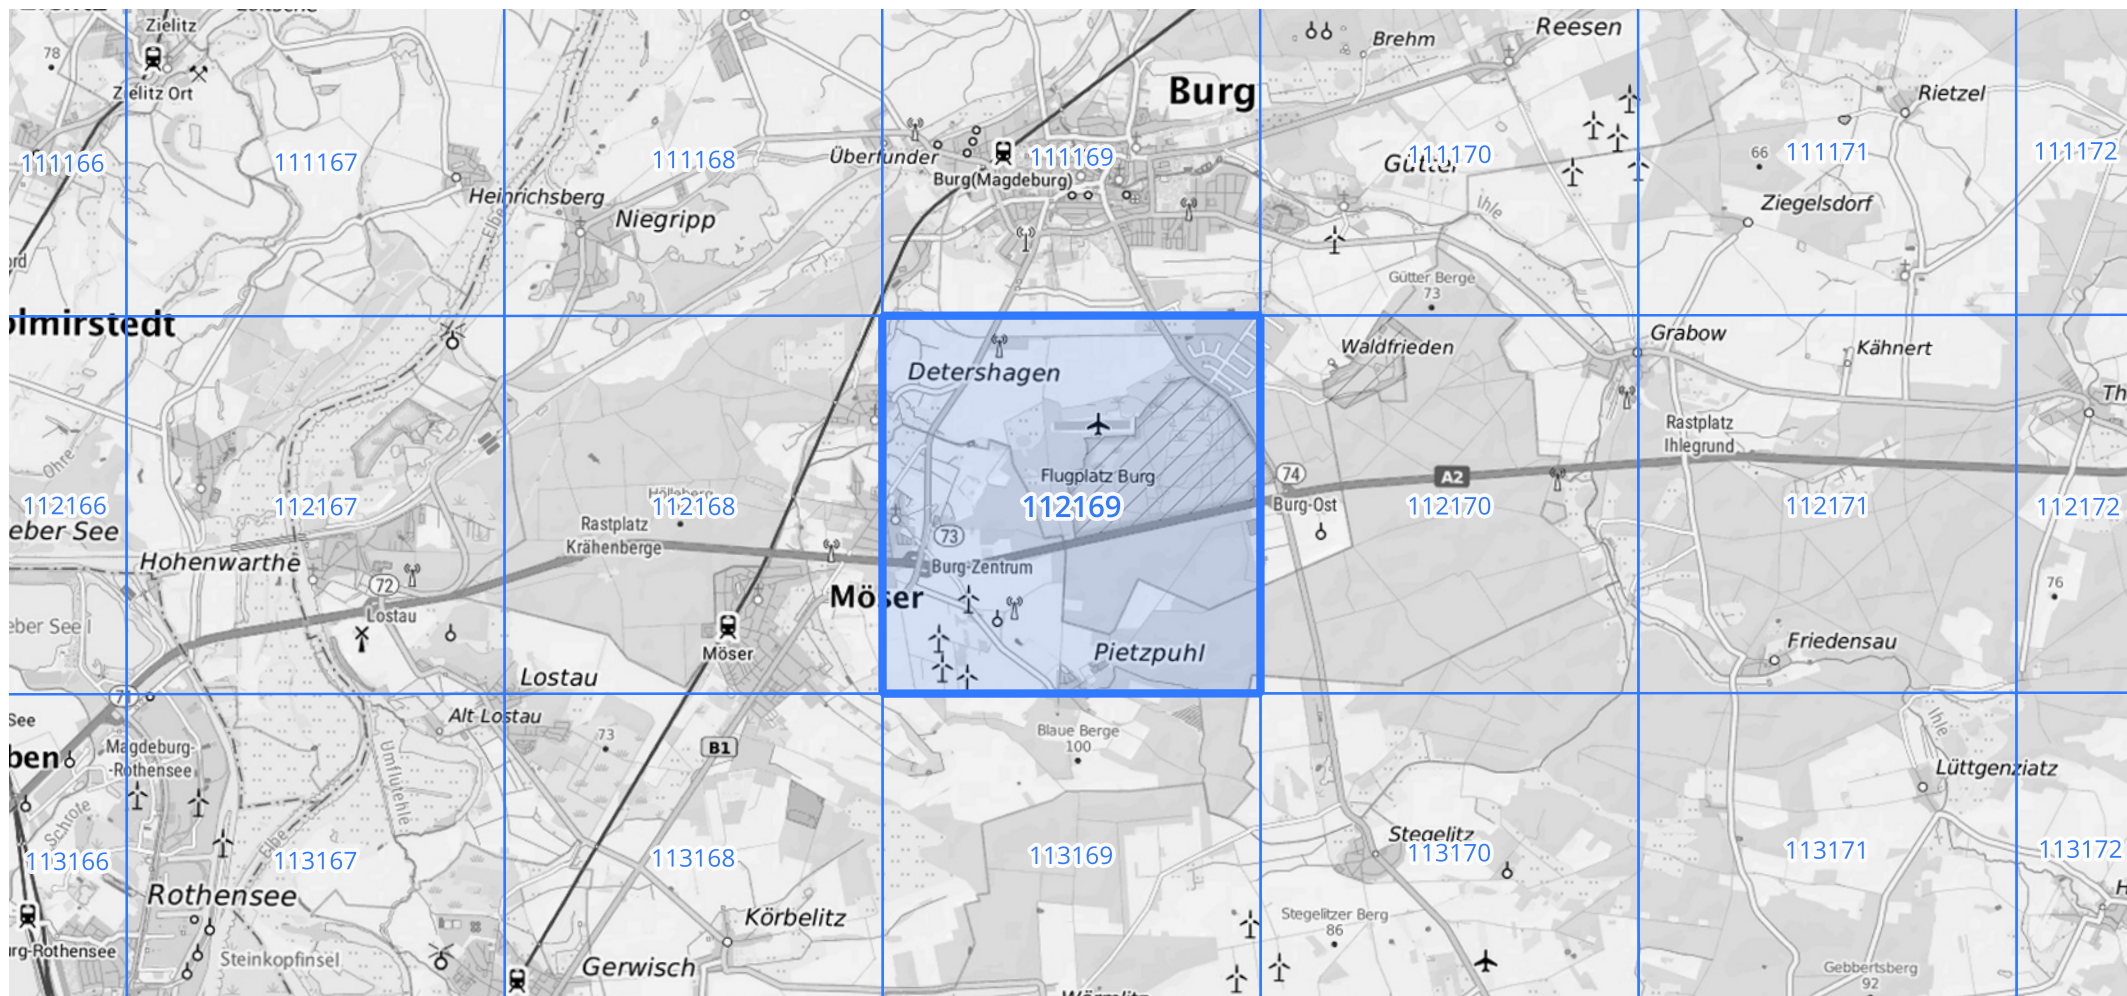 Zielitz
78
Zielitz Ort
Burg
Brehm
Reesen
Rietzel
Überfunder
Burg(Magdeburg)
Gütter
66
Ziegelsdorf
111166
111167
111168
111169
111170
111171
111172
Heinrichsberg
Niegripp
Elbe
Ihle
Gütter Berge
73
Detershagen
Waldfrieden
Grabow
Kähnert
Rastplatz
Ihlegrund
Ohre
Flugplatz Burg
74
A2
Burg-Ost
Hölleberg
Rastplatz
Krähenberge
112166
112167
112168
112169
112170
112171
112172
Hohenwarthe
73
Burg-Zentrum
72
Lostau
Möser
Möser
76
Pietzpuhl
Friedensau
Lostau
Alt Lostau
73
B1
Blaue Berge
100
Magdeburg-
-Rothensee
Umflutehle
Ihle
Lüttgenziatz
Schrote
Elbe
Stegelitz
113166
113167
113168
113169
113170
113171
113172
Rothensee
Körbelitz
Stegelitzer Berg
86
Steinkopfinsel
Gerwisch
Gebbertsberg
92